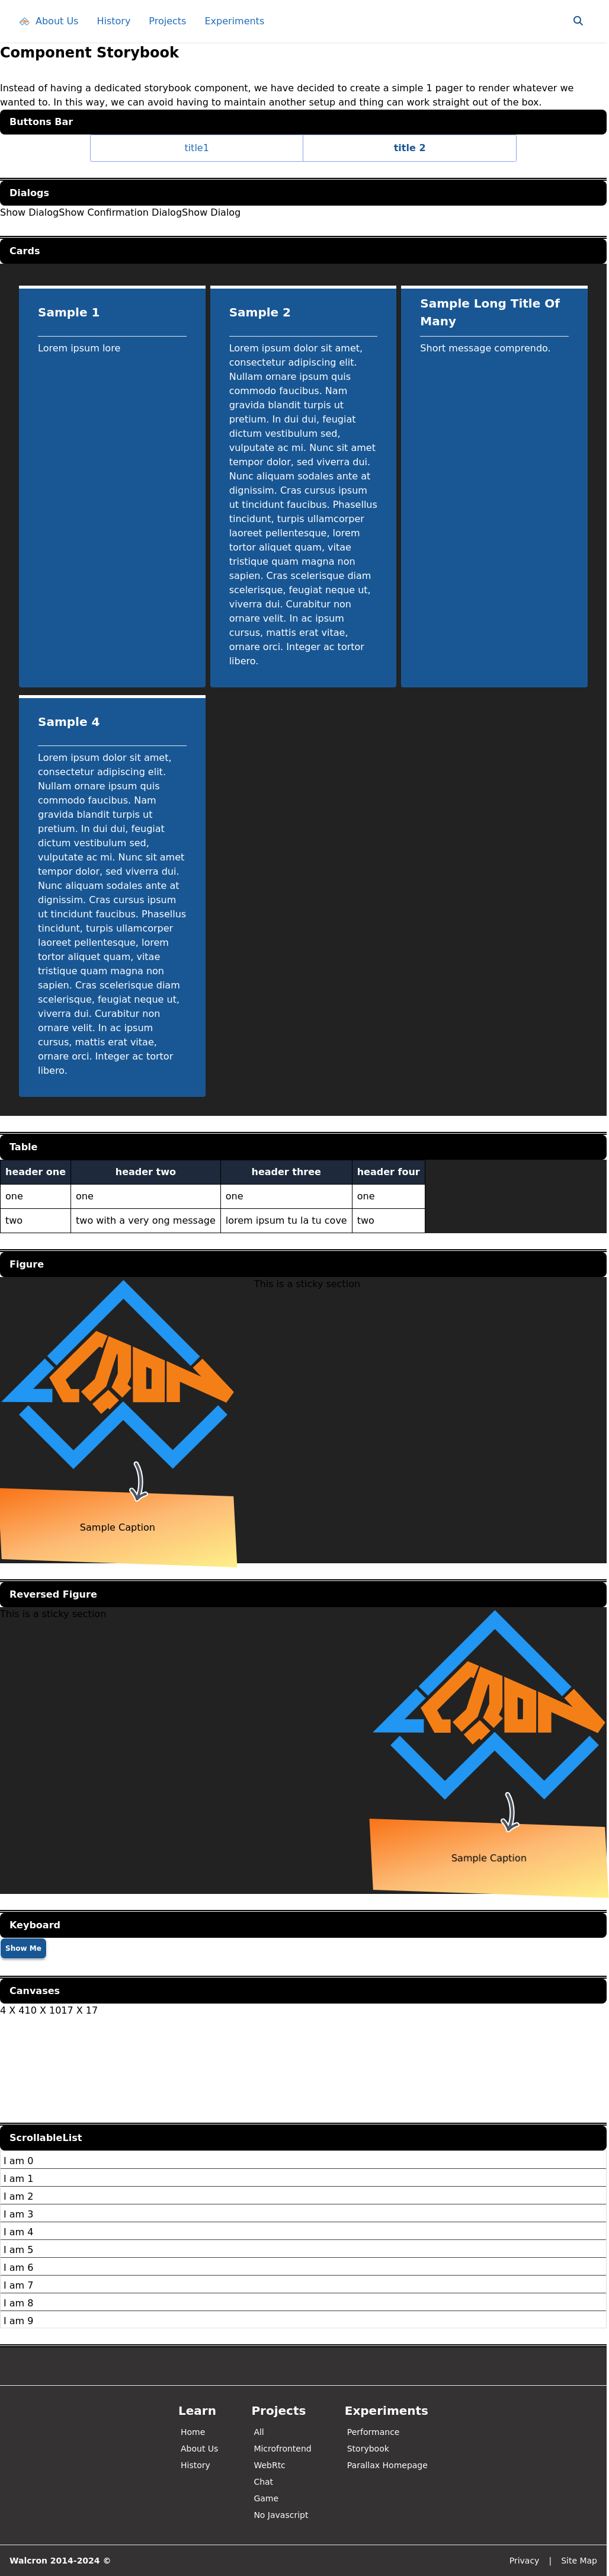 About Us History Projects Experiments
Component Storybook
Instead of having a dedicated storybook component, we have decided to create a simple 1 pager to render whatever we
wanted to. In this way, we can avoid having to maintain another setup and thing can work straight out of the box.
Buttons Bar
title1 title 2
Dialogs
Show DialogShow Confirmation DialogShow Dialog
Cards
Sample 1
Lorem ipsum lore
Sample 2
Lorem ipsum dolor sit amet,
consectetur adipiscing elit.
Nullam ornare ipsum quis
commodo faucibus. Nam
gravida blandit turpis ut
pretium. In dui dui, feugiat
dictum vestibulum sed,
vulputate ac mi. Nunc sit amet
tempor dolor, sed viverra dui.
Nunc aliquam sodales ante at
dignissim. Cras cursus ipsum
ut tincidunt faucibus. Phasellus
tincidunt, turpis ullamcorper
laoreet pellentesque, lorem
tortor aliquet quam, vitae
tristique quam magna non
sapien. Cras scelerisque diam
scelerisque, feugiat neque ut,
viverra dui. Curabitur non
ornare velit. In ac ipsum
cursus, mattis erat vitae,
ornare orci. Integer ac tortor
libero.
Sample Long Title Of
Many
Short message comprendo.
Sample 4
Lorem ipsum dolor sit amet,
consectetur adipiscing elit.
Nullam ornare ipsum quis
commodo faucibus. Nam
gravida blandit turpis ut
pretium. In dui dui, feugiat
dictum vestibulum sed,
vulputate ac mi. Nunc sit amet
tempor dolor, sed viverra dui.
Nunc aliquam sodales ante at
dignissim. Cras cursus ipsum
ut tincidunt faucibus. Phasellus
tincidunt, turpis ullamcorper
laoreet pellentesque, lorem
tortor aliquet quam, vitae
tristique quam magna non
sapien. Cras scelerisque diam
scelerisque, feugiat neque ut,
viverra dui. Curabitur non
ornare velit. In ac ipsum
cursus, mattis erat vitae,
ornare orci. Integer ac tortor
libero.
Table
header one header two header three header four
one one one one
two two with a very ong message lorem ipsum tu la tu cove two
Figure
This is a sticky section
CRON
Sample Caption
Reversed Figure
This is a sticky section
CRON
Sample Caption
Keyboard
Show Me
Canvases
4 X 410 X 1017 X 17
ScrollableList
I am 0
I am 1
I am 2
I am 3
I am 4
I am 5
I am 6
I am 7
I am 8
I am 9
Learn
Home
About Us
History
Projects
All
Microfrontend
WebRtc
Chat
Game
No Javascript
Experiments
Performance
Storybook
Parallax Homepage
Walcron 2014-2024 © Privacy | Site Map